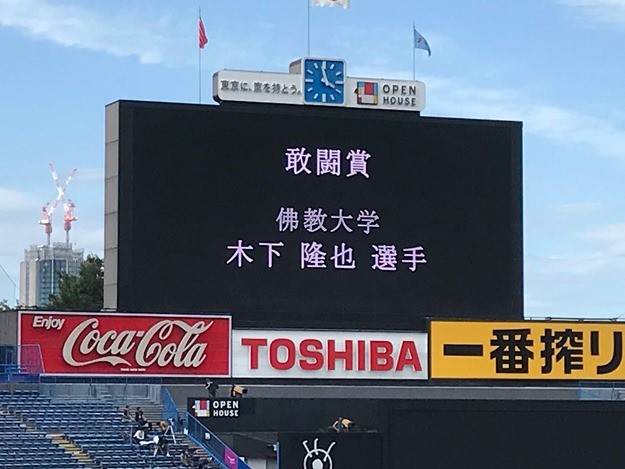 東京に、家を持とう。
OPEN
HOUSE
敢闘賞
佛教大学
木下 隆也 選手
Enjoy
Coca-Cola
TOSHIBA
一番搾り
OPEN
HOUSE